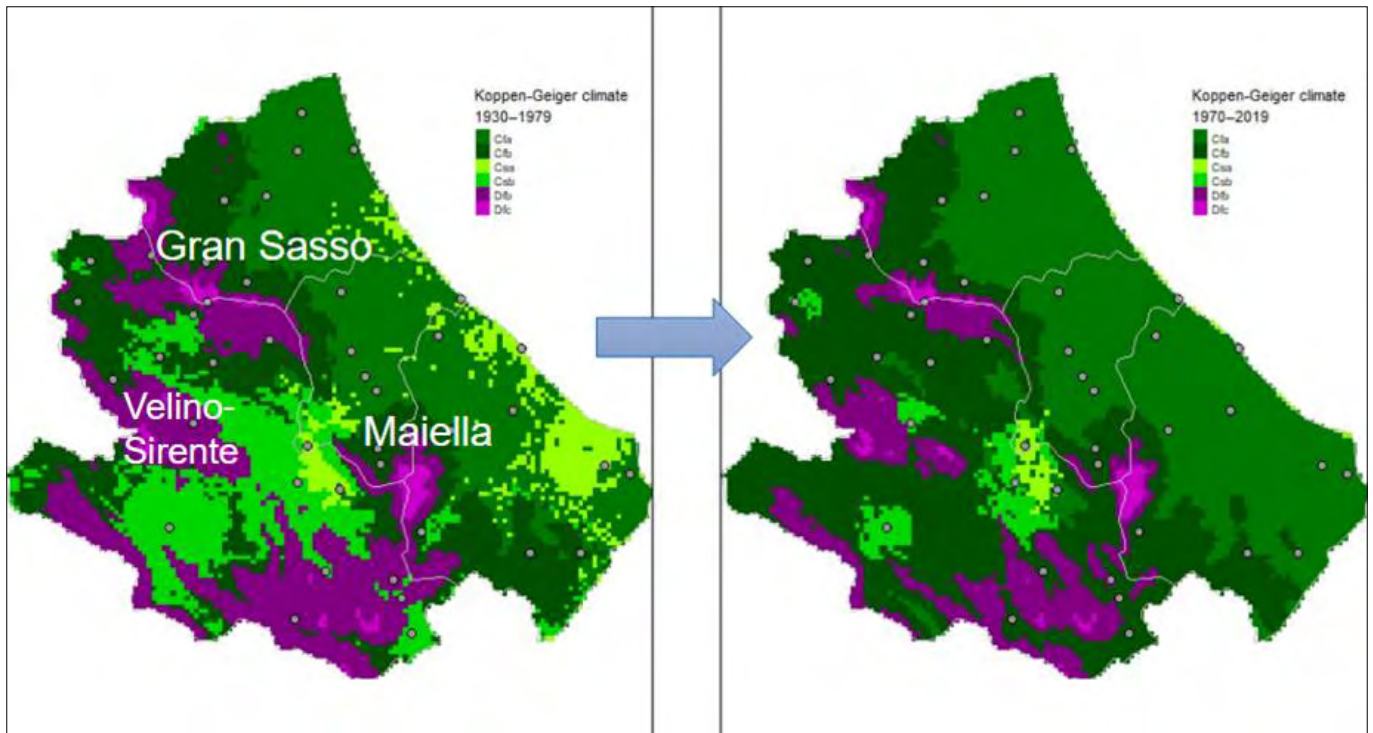 Koppen-Geiger climate
1930–1979
Cfa
Cfb
Csa
Csb
Dfb
Dfc
Gran Sasso
Velino-
Sirente
Maiella
Koppen-Geiger climate
1970–2019
Cfa
Cfb
Csa
Csb
Dfb
Dfc